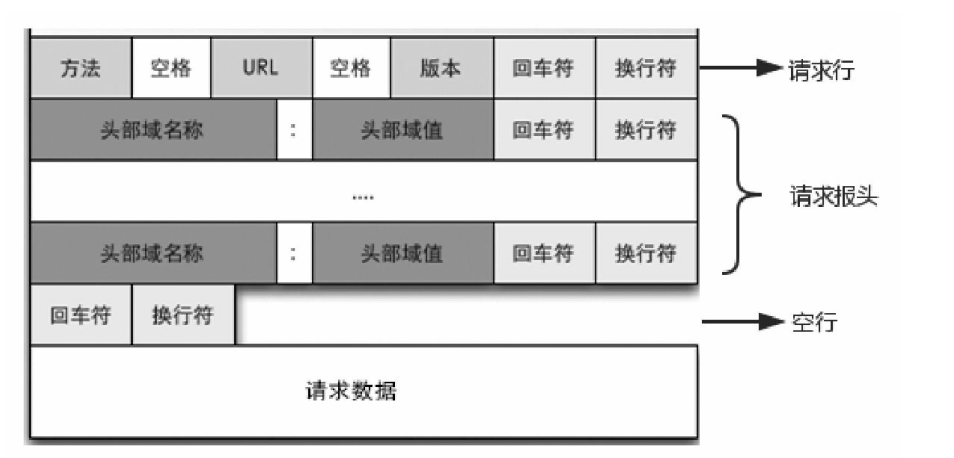 方法 空格 URL 空格 版本 回车符 换行符 请求行
头部域名称 : 头部域值 回车符 换行符
....
请求报头
头部域名称 : 头部域值 回车符 换行符
回车符 换行符 空行
请求数据